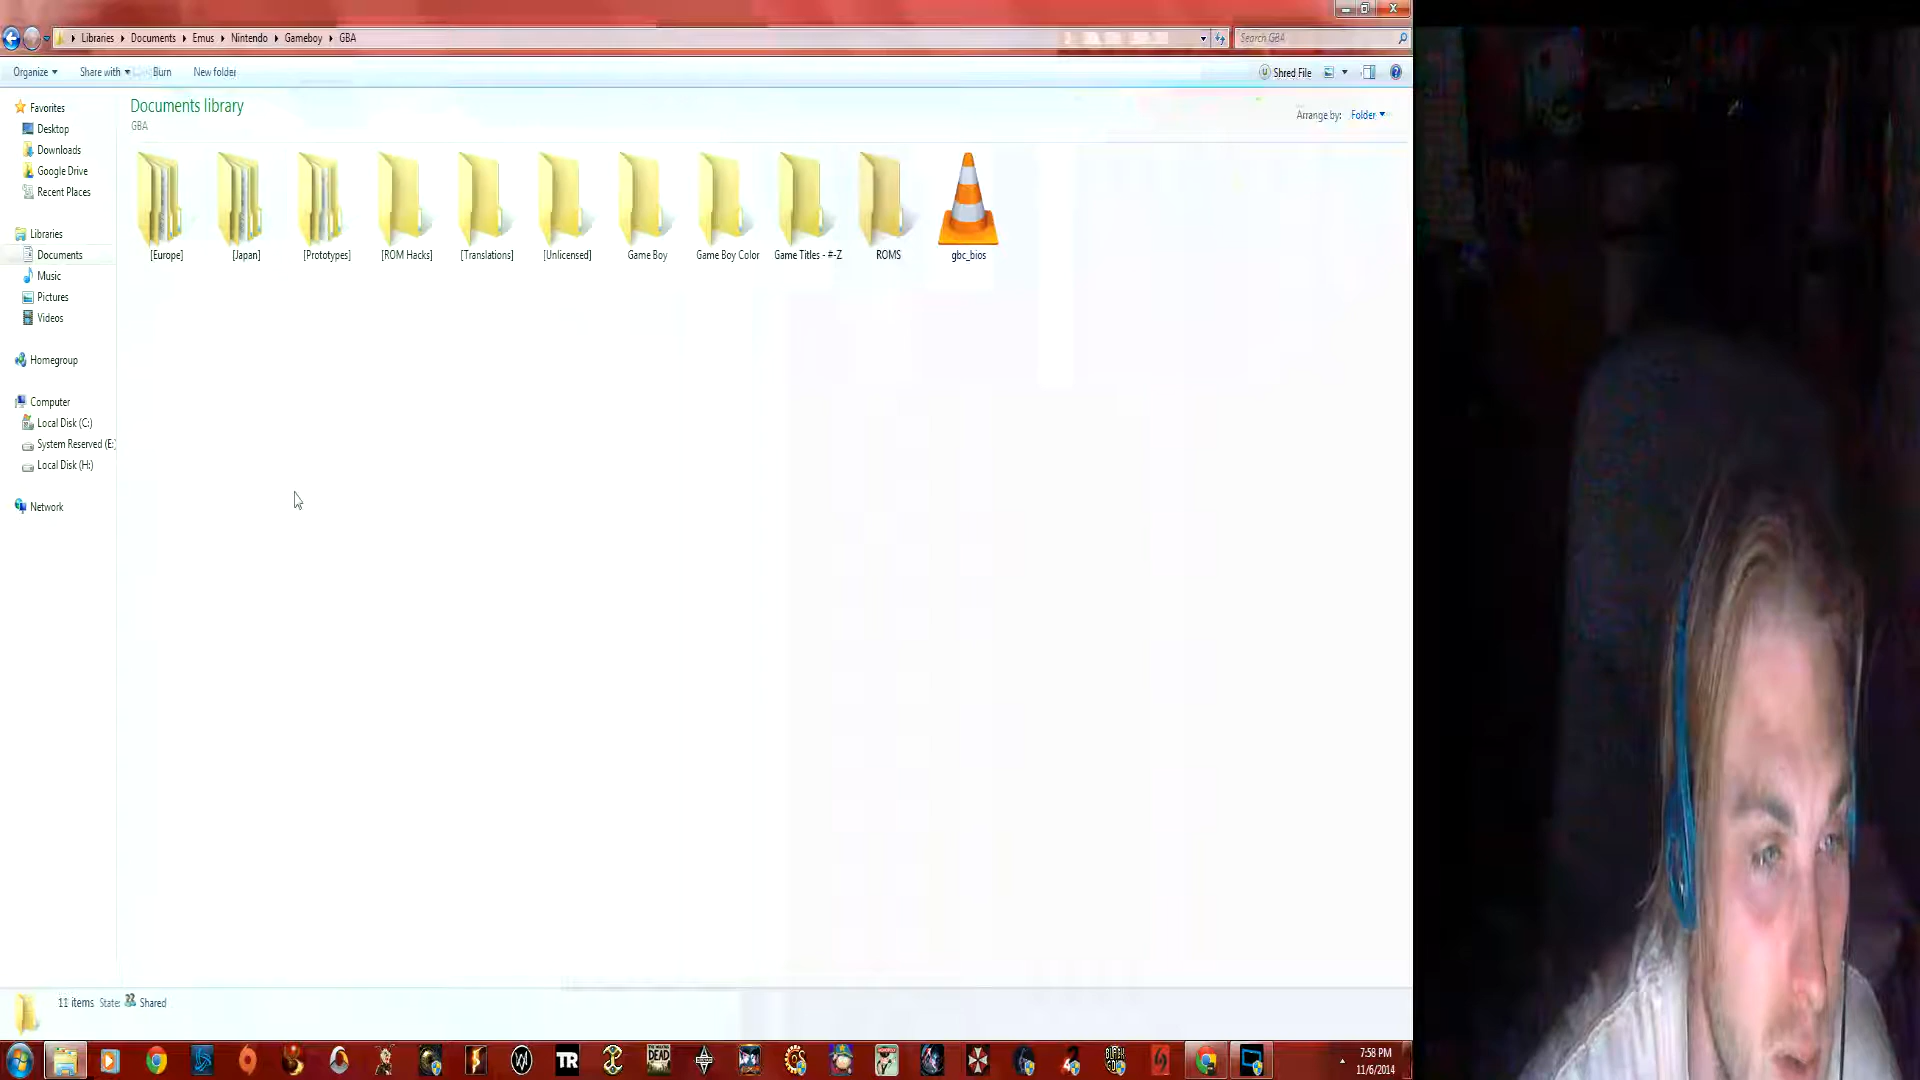 Libraries Documents Emus Nintendo Gameboy GBA
Search GBA
Organize Share with Burn New folder
Shred File
Documents library
GBA
Arrange by: Folder
Favorites
Desktop
Downloads
Google Drive
Recent Places
Libraries
Documents
Music
Pictures
Videos
Homegroup
Computer
Local Disk (C:)
System Reserved (E:)
Local Disk (H:)
Network
[Europe] [Japan] [Prototypes] [ROM Hacks] [Translations] [Unlicensed] Game Boy Game Boy Color Game Titles - #-Z ROMS gbc_bios
11 items State: Shared
TR
THE WALKING DEAD
7:58 PM
11/6/2014